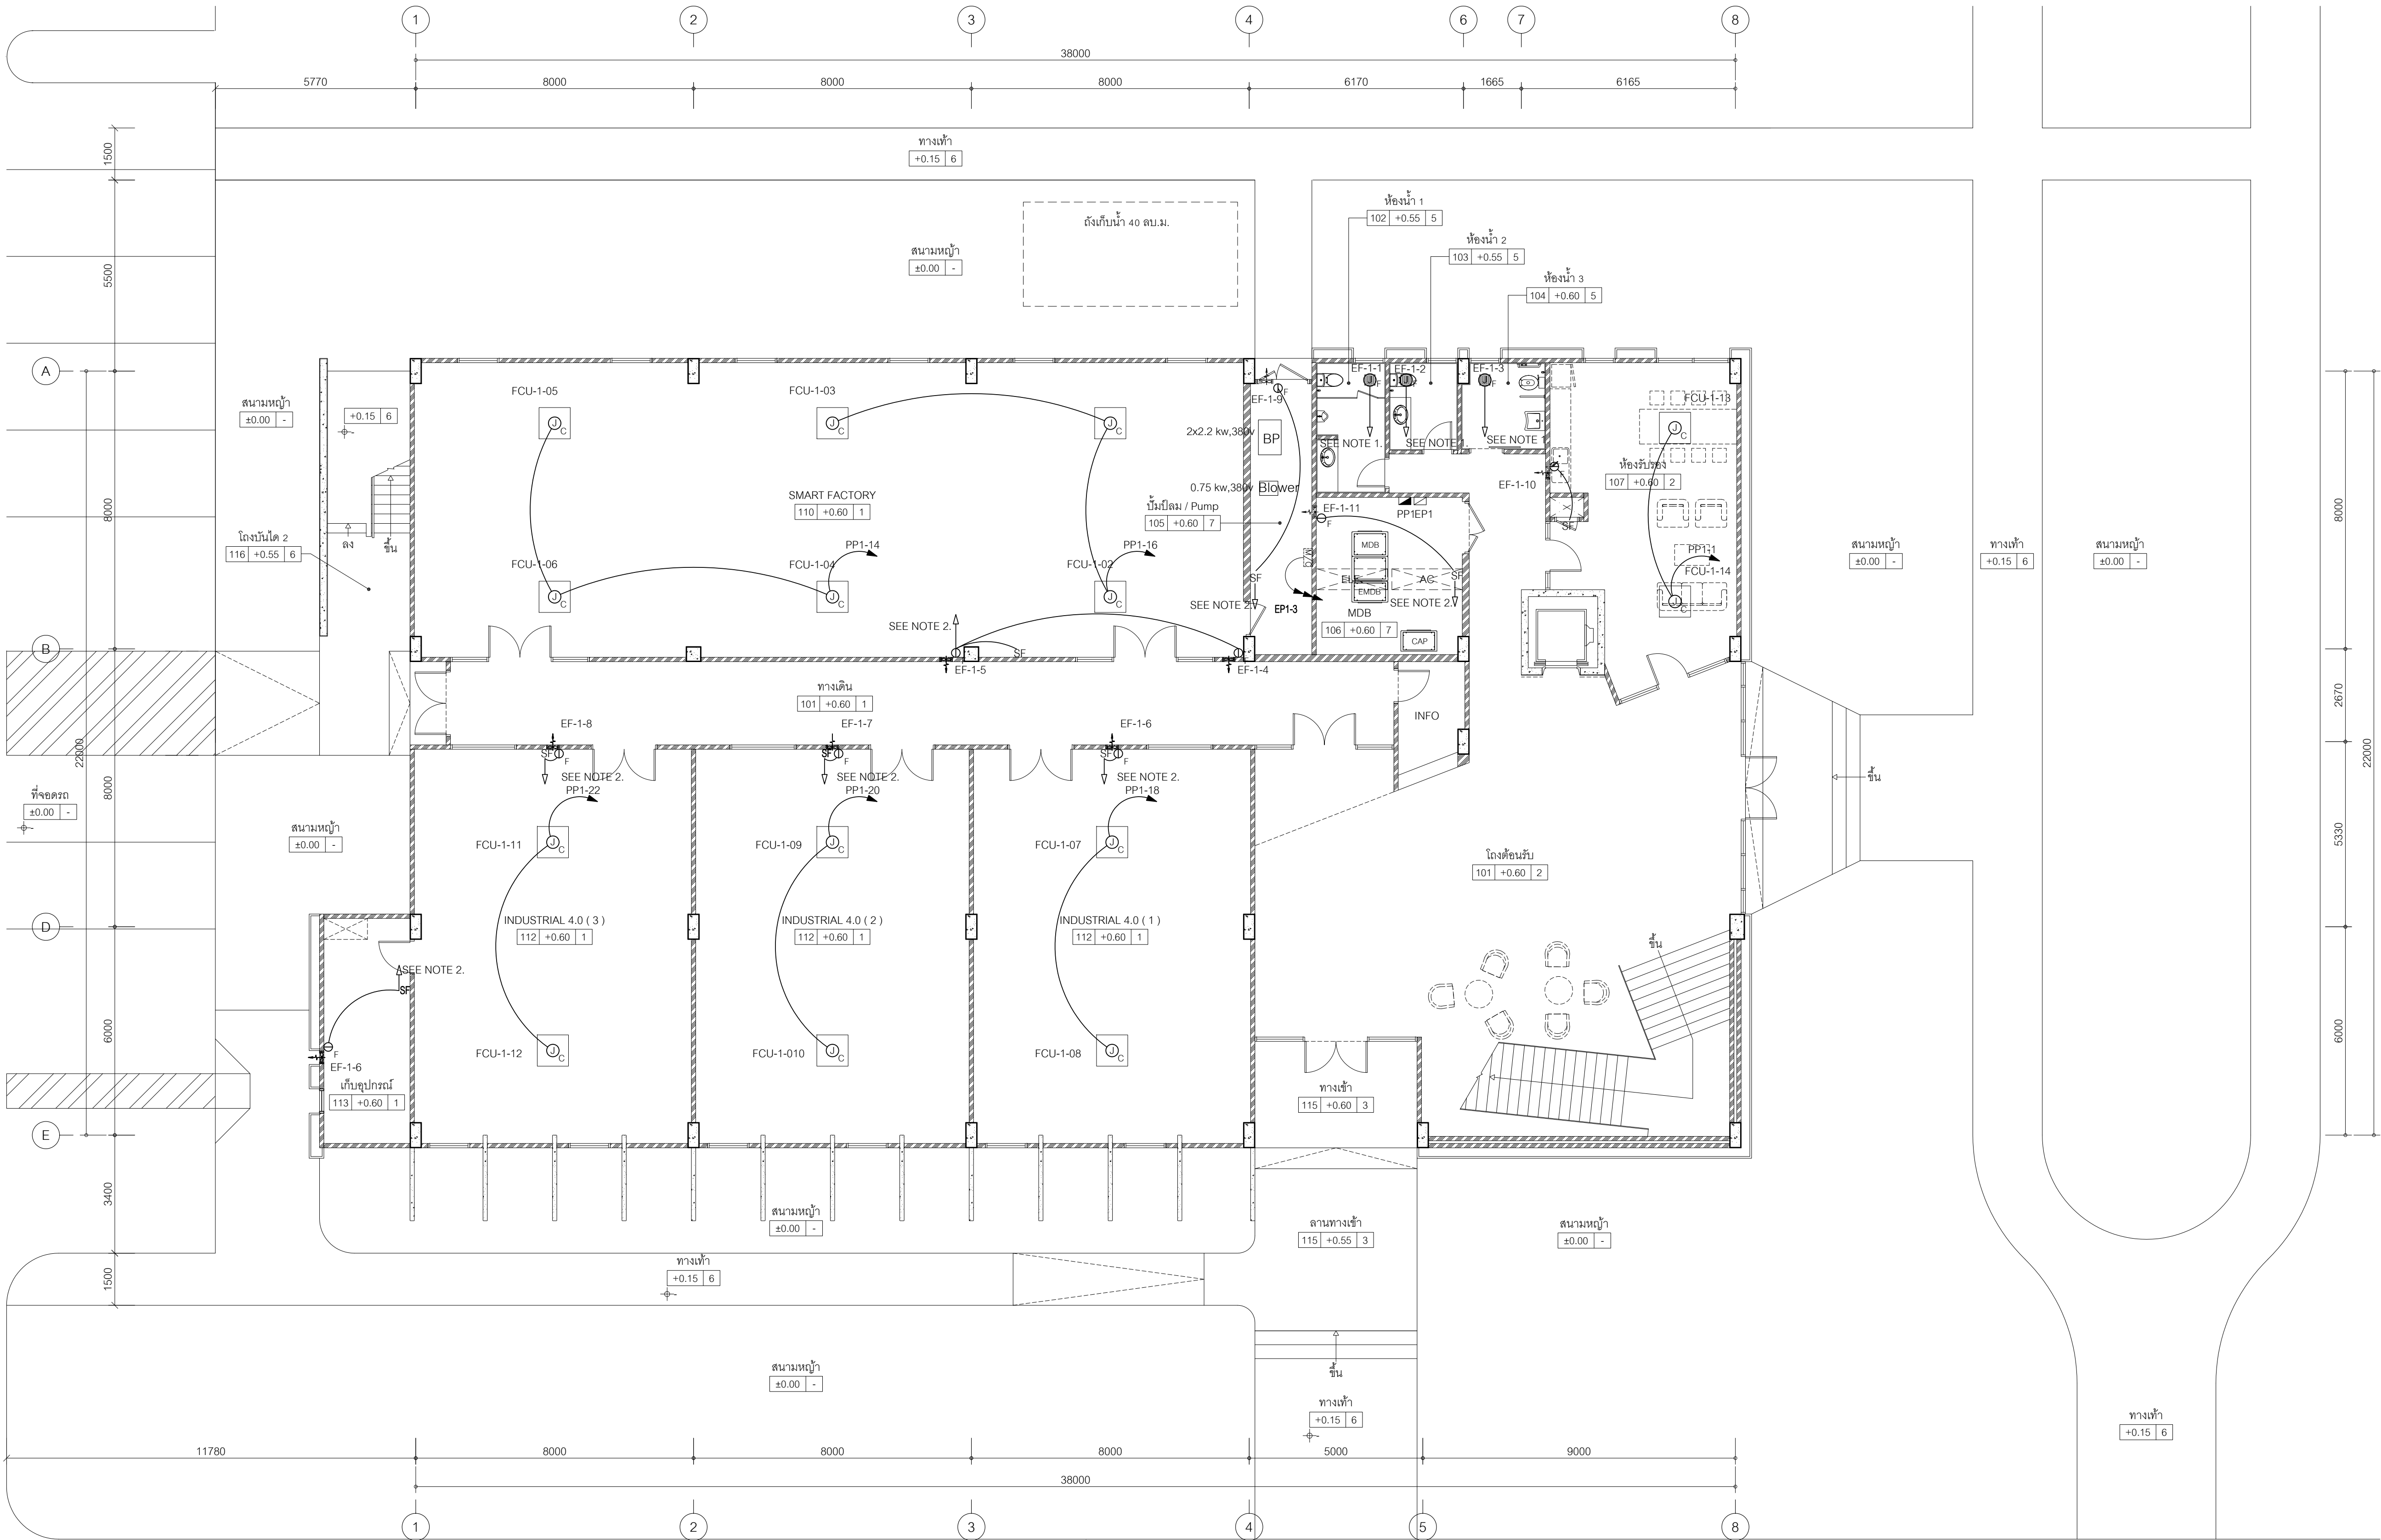 1
2
3
4
6
7
8
38000
5770
8000
8000
8000
6170
1665
6165
1500
5500
8000
22000
8000
6000
3400
1500
A
B
D
E
ทางเท้า
+0.15 6
ถังเก็บน้ำ 40 ลบ.ม.
สนามหญ้า
±0.00 -
ห้องน้ำ 1
102 +0.55 5
ห้องน้ำ 2
103 +0.55 5
ห้องน้ำ 3
104 +0.60 5
สนามหญ้า
±0.00 -
+0.15 6
โถงบันได 2
116 +0.55 6
ลง
ขึ้น
FCU-1-05
J
C
FCU-1-03
J
C
J
C
SMART FACTORY
110 +0.60 1
FCU-1-06
J
C
FCU-1-04
J
C
PP1-14
FCU-1-02
J
C
PP1-16
EF-1-9
F
2x2.2 kw,380v
BP
0.75 kw,380v
Blower
ปั๊มป์ลม / Pump
105 +0.60 7
SF
SEE NOTE 2.
EF-1-1
J
F
SEE NOTE 1.
EF-1-2
J
F
SEE NOTE 1.
EF-1-3
J
F
SEE NOTE 1
EF-1-10
F
SF
EF-1-11
F
PP1
EP1
MDB
ELE
EMDB
AC
SF
SEE NOTE 2.
EP1-3
MDB
106 +0.60 7
CAP
FCU-1-13
J
C
ห้องรับรอง
107 +0.60 2
X
PP1-1
FCU-1-14
J
C
SEE NOTE 2.
SF
EF-1-5
EF-1-4
ทางเดิน
101 +0.60 1
INFO
EF-1-8
SF
F
SEE NOTE 2.
PP1-22
EF-1-7
SF
F
SEE NOTE 2.
PP1-20
EF-1-6
SF
F
SEE NOTE 2.
PP1-18
FCU-1-11
J
C
FCU-1-09
J
C
FCU-1-07
J
C
INDUSTRIAL 4.0 ( 3 )
112 +0.60 1
INDUSTRIAL 4.0 ( 2 )
112 +0.60 1
INDUSTRIAL 4.0 ( 1 )
112 +0.60 1
FCU-1-12
J
C
FCU-1-010
J
C
FCU-1-08
J
C
ที่จอดรถ
±0.00 -
สนามหญ้า
±0.00 -
SEE NOTE 2.
SF
F
EF-1-6
เก็บอุปกรณ์
113 +0.60 1
โถงต้อนรับ
101 +0.60 2
ขึ้น
ขึ้น
ทางเข้า
115 +0.60 3
สนามหญ้า
±0.00 -
ทางเท้า
+0.15 6
สนามหญ้า
±0.00 -
8000
2670
5330
6000
22000
สนามหญ้า
±0.00 -
ลานทางเข้า
115 +0.55 3
สนามหญ้า
±0.00 -
ทางเท้า
+0.15 6
สนามหญ้า
±0.00 -
ขึ้น
ทางเท้า
+0.15 6
ทางเท้า
+0.15 6
11780
8000
8000
8000
5000
9000
38000
1
2
3
4
5
8